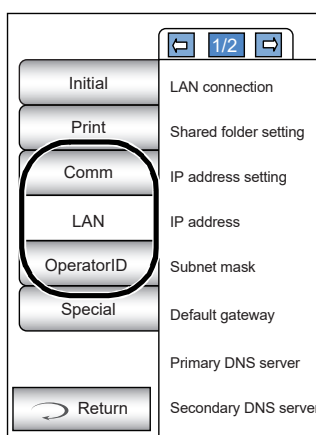 1/2
Initial
Print
Comm
LAN
OperatorID
Special
Return
LAN connection
Shared folder setting
IP address setting
IP address
Subnet mask
Default gateway
Primary DNS server
Secondary DNS server